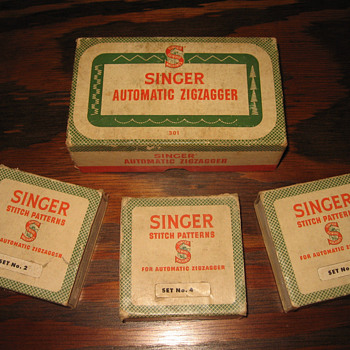 S
SINGER
AUTOMATIC ZIGZAGGER
301
SINGER
AUTOMATIC ZIGZAGGER
SINGER
STITCH PATTERNS
S
FOR AUTOMATIC ZIGZAGGER
SET No. 2
SINGER
STITCH PATTERNS
S
FOR AUTOMATIC ZIGZAGGER
SET No. 4
SINGER
STITCH PATTERNS
S
FOR AUTOMATIC ZIGZAGGER
SET No.